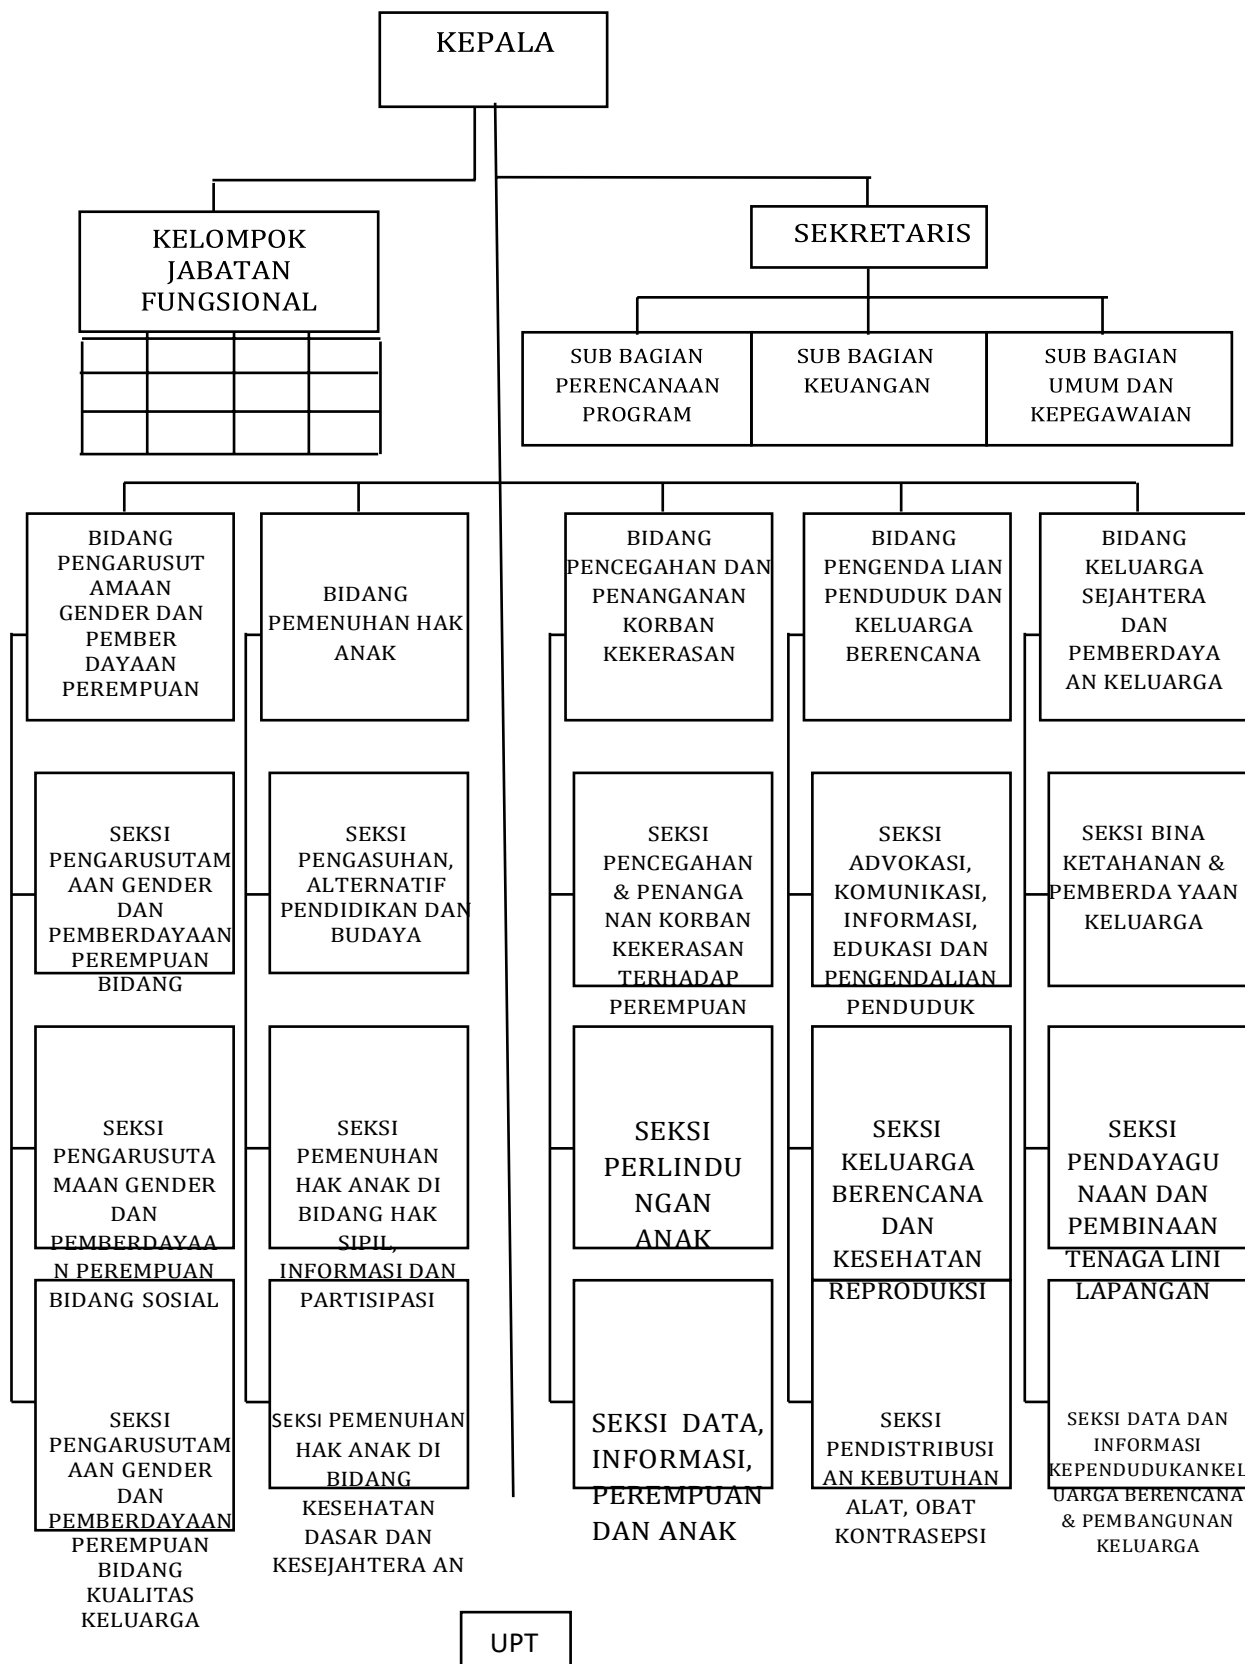 KEPALA
KELOMPOK
JABATAN
FUNGSIONAL
SEKRETARIS
SUB BAGIAN
PERENCANAAN
PROGRAM
SUB BAGIAN
KEUANGAN
SUB BAGIAN
UMUM DAN
KEPEGAWAIAN
BIDANG
PENGARUSUT
AMAAN
GENDER DAN
PEMBER
DAYAAN
PEREMPUAN
BIDANG
PEMENUHAN HAK
ANAK
BIDANG
PENCEGAHAN DAN
PENANGANAN
KORBAN
KEKERASAN
BIDANG
PENGENDA LIAN
PENDUDUK DAN
KELUARGA
BERENCANA
BIDANG
KELUARGA
SEJAHTERA
DAN
PEMBERDAYA
AN KELUARGA
SEKSI
PENGARUSUTAM
AAN GENDER
DAN
PEMBERDAYAAN
PEREMPUAN
BIDANG
SEKSI
PENGASUHAN,
ALTERNATIF
PENDIDIKAN DAN
BUDAYA
SEKSI
PENCEGAHAN
& PENANGA
NAN KORBAN
KEKERASAN
TERHADAP
PEREMPUAN
SEKSI
ADVOKASI,
KOMUNIKASI,
INFORMASI,
EDUKASI DAN
PENGENDALIAN
PENDUDUK
SEKSI BINA
KETAHANAN &
PEMBERDA YAAN
KELUARGA
SEKSI
PENGARUSUTA
MAAN GENDER
DAN
PEMBERDAYAA
N PEREMPUAN
BIDANG SOSIAL
SEKSI
PEMENUHAN
HAK ANAK DI
BIDANG HAK
SIPIL,
INFORMASI DAN
PARTISIPASI
SEKSI
PERLINDU
NGAN
ANAK
SEKSI
KELUARGA
BERENCANA
DAN
KESEHATAN
REPRODUKSI
SEKSI
PENDAYAGU
NAAN DAN
PEMBINAAN
TENAGA LINI
LAPANGAN
SEKSI
PENGARUSUTAM
AAN GENDER
DAN
PEMBERDAYAAN
PEREMPUAN
BIDANG
KUALITAS
KELUARGA
SEKSI PEMENUHAN
HAK ANAK DI
BIDANG
KESEHATAN
DASAR DAN
KESEJAHTERA AN
SEKSI DATA,
INFORMASI,
PEREMPUAN
DAN ANAK
SEKSI
PENDISTRIBUSI
AN KEBUTUHAN
ALAT, OBAT
KONTRASEPSI
SEKSI DATA DAN
INFORMASI
KEPENDUDUKANKEL
UARGA BERENCANA
& PEMBANGUNAN
KELUARGA
UPT